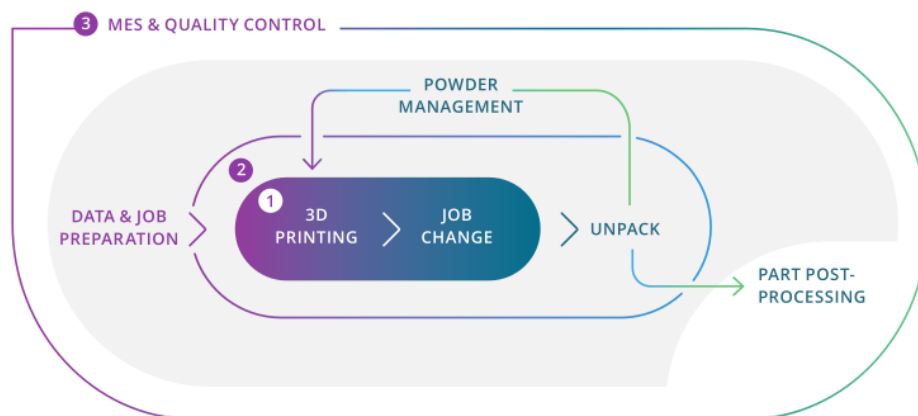 3 MES & QUALITY CONTROL
POWDER
MANAGEMENT
2
1
DATA & JOB
PREPARATION
3D
PRINTING
JOB
CHANGE
UNPACK
PART POST-
PROCESSING